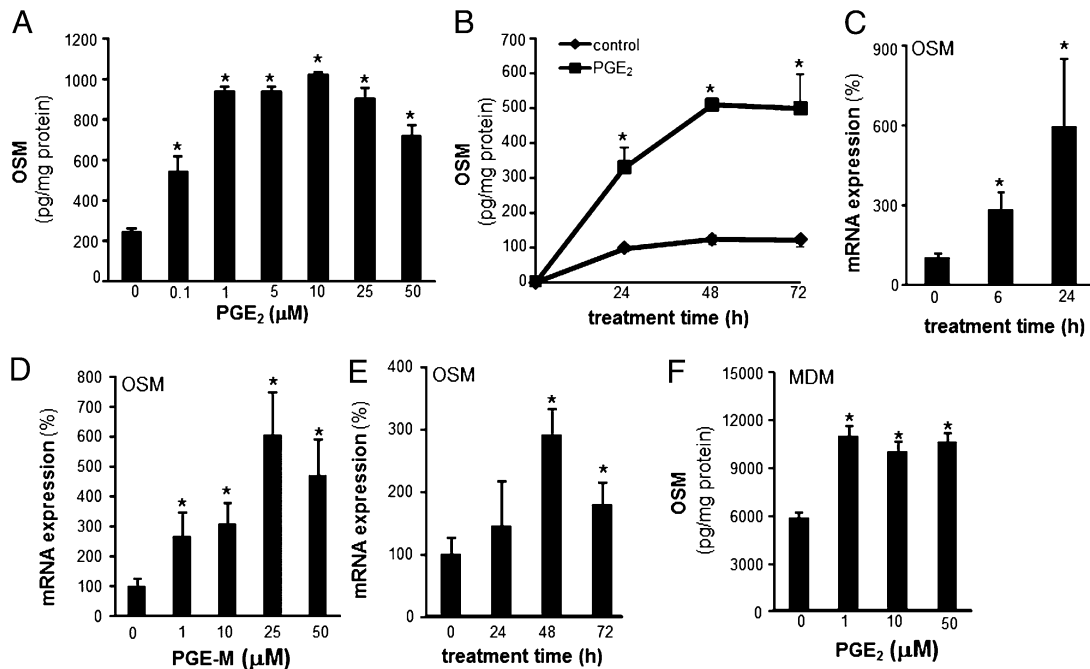 A
OSM
(pg/mg protein)
1200
1000
800
600
400
200
0
* * * * * *
0 0.1 1 5 10 25 50
PGE₂ (μM)
B
OSM
(pg/mg protein)
700
600
500
400
300
200
100
0
control
PGE₂
* * *
24 48 72
treatment time (h)
C
OSM
mRNA expression (%)
900
600
300
0
* *
0 6 24
treatment time (h)
D
OSM
mRNA expression (%)
800
700
600
500
400
300
200
100
0
* * * *
0 1 10 25 50
PGE-M (μM)
E
OSM
mRNA expression (%)
400
300
200
100
0
* *
0 24 48 72
treatment time (h)
F
MDM
OSM
(pg/mg protein)
15000
12000
9000
6000
3000
0
* * *
0 1 10 50
PGE₂ (μM)